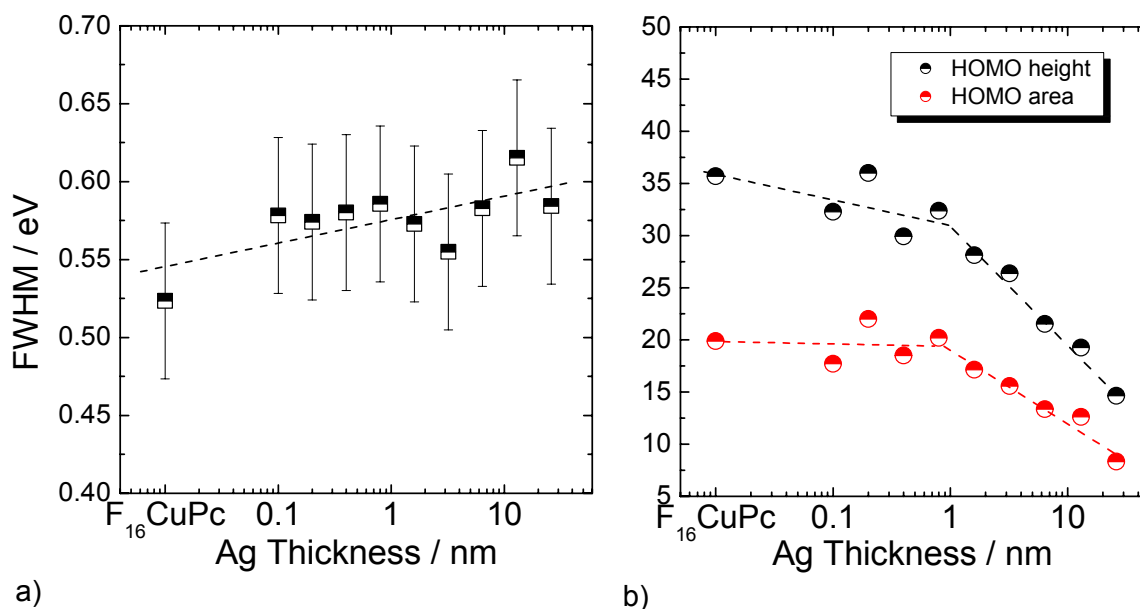 0.70
0.65
0.60
0.55
0.50
0.45
0.40
FWHM / eV
F₁₆CuPc 0.1 1 10
Ag Thickness / nm
a)
50
45
40
35
30
25
20
15
10
5
HOMO height
HOMO area
F₁₆CuPc 0.1 1 10
Ag Thickness / nm
b)